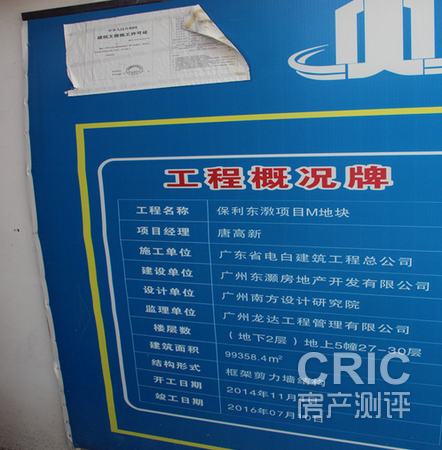 中华人民共和国
建筑工程施工许可证
工程概况牌
工程名称 保利东漖项目M地块
项目经理 唐高新
施工单位 广东省电白建筑工程总公司
建设单位 广州东灏房地产开发有限公司
设计单位 广州南方设计研究院
监理单位 广州龙达工程管理有限公司
楼层数 (地下2层)地上5幢27-30层
建筑面积 99358.4m²
结构形式 框架剪力墙结构
开工日期 2014年11月
竣工日期 2016年07月
CRIC
房产测评